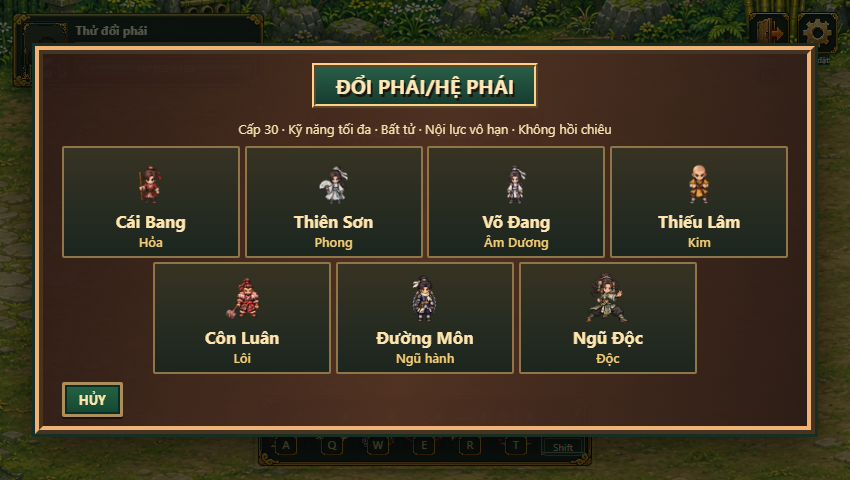 Thử đổi phái
ĐỔI PHÁI/HỆ PHÁI
Cấp 30 · Kỹ năng tối đa · Bất tử · Nội lực vô hạn · Không hồi chiêu
Cái Bang
Hỏa
Thiên Sơn
Phong
Võ Đang
Âm Dương
Thiếu Lâm
Kim
Côn Luân
Lôi
Đường Môn
Ngũ hành
Ngũ Độc
Độc
HỦY
A Q W E R T Shift